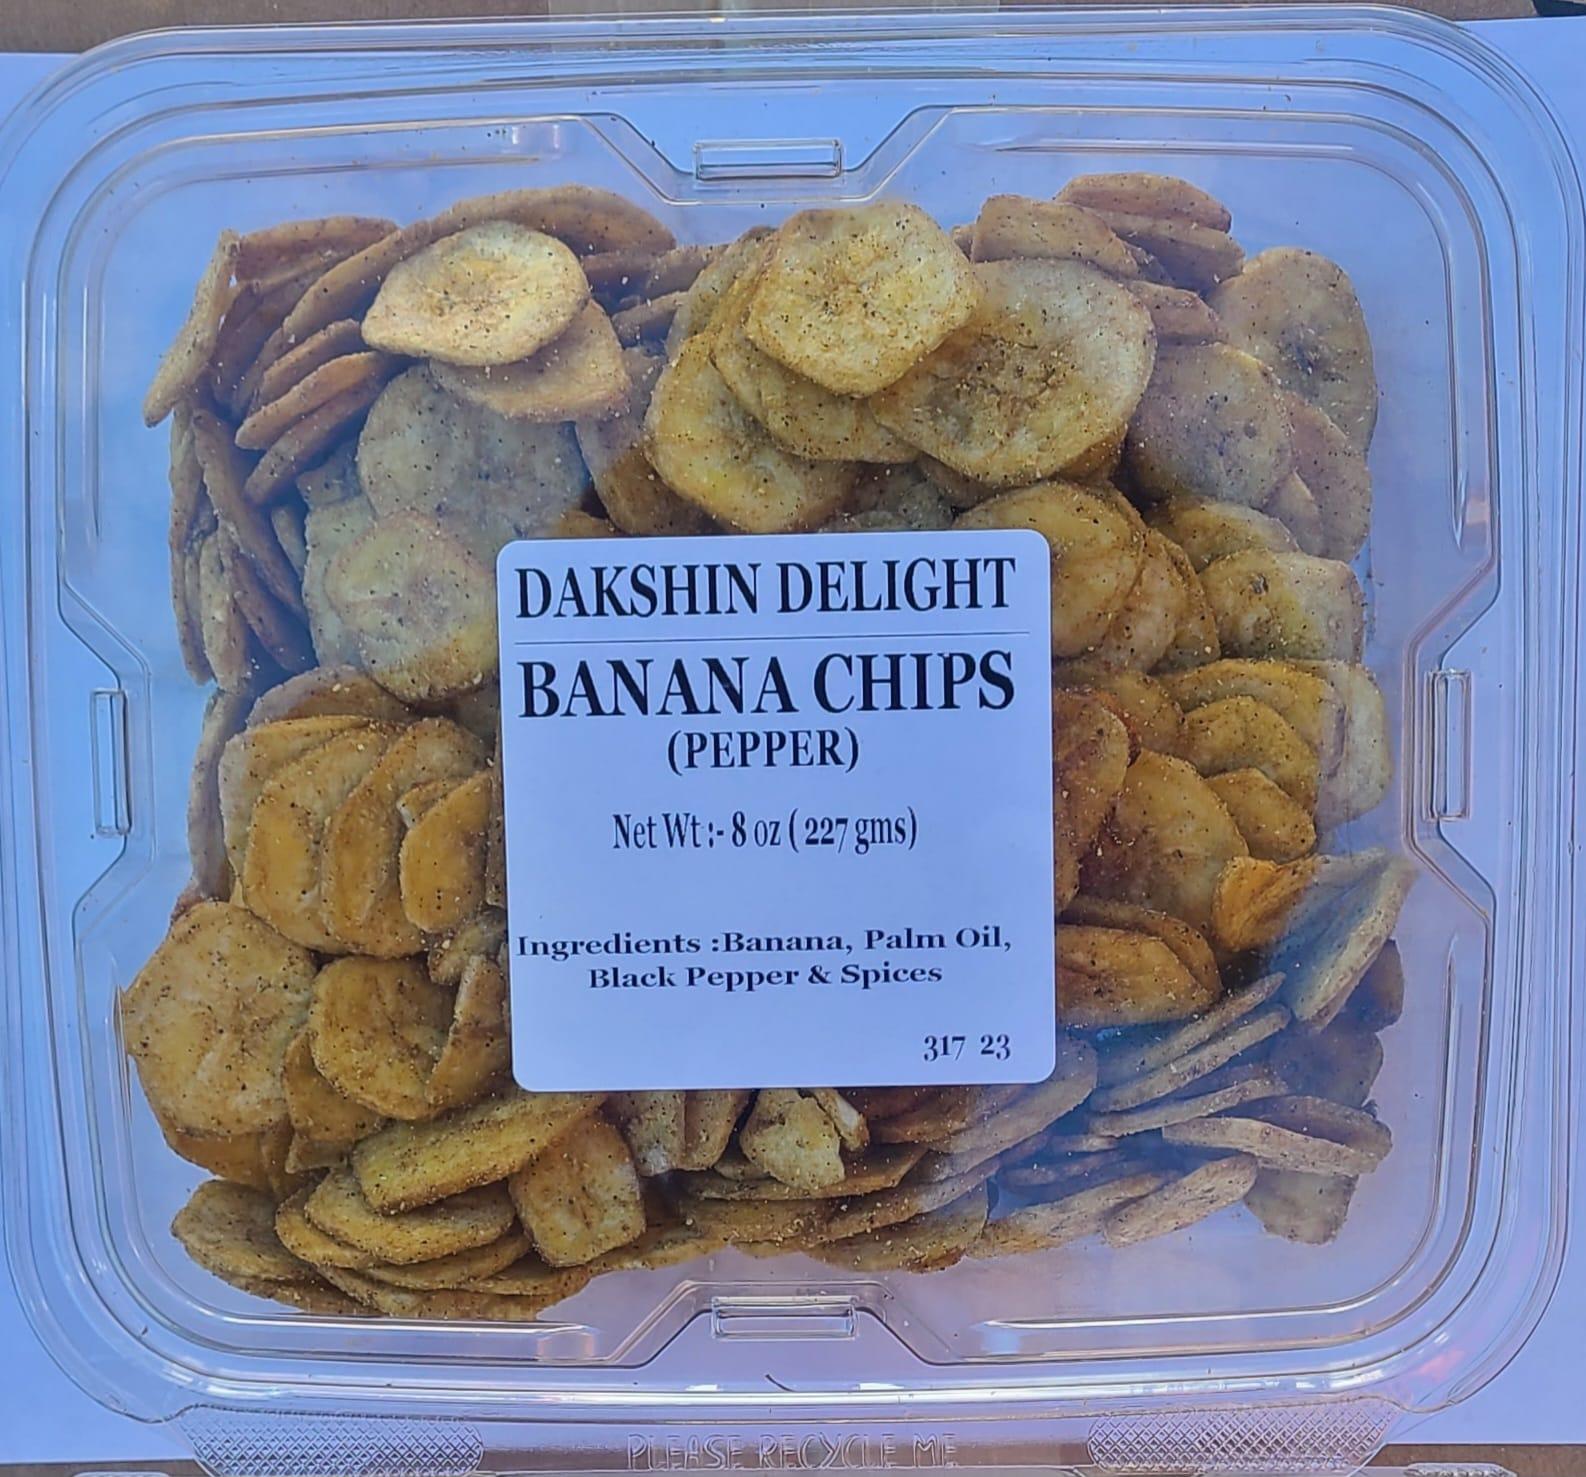 DAKSHIN DELIGHT
BANANA CHIPS
(PEPPER)
Net Wt :- 8 oz ( 227 gms)
Ingredients :Banana, Palm Oil,
Black Pepper & Spices
317 23
PLEASE RECYCLE ME